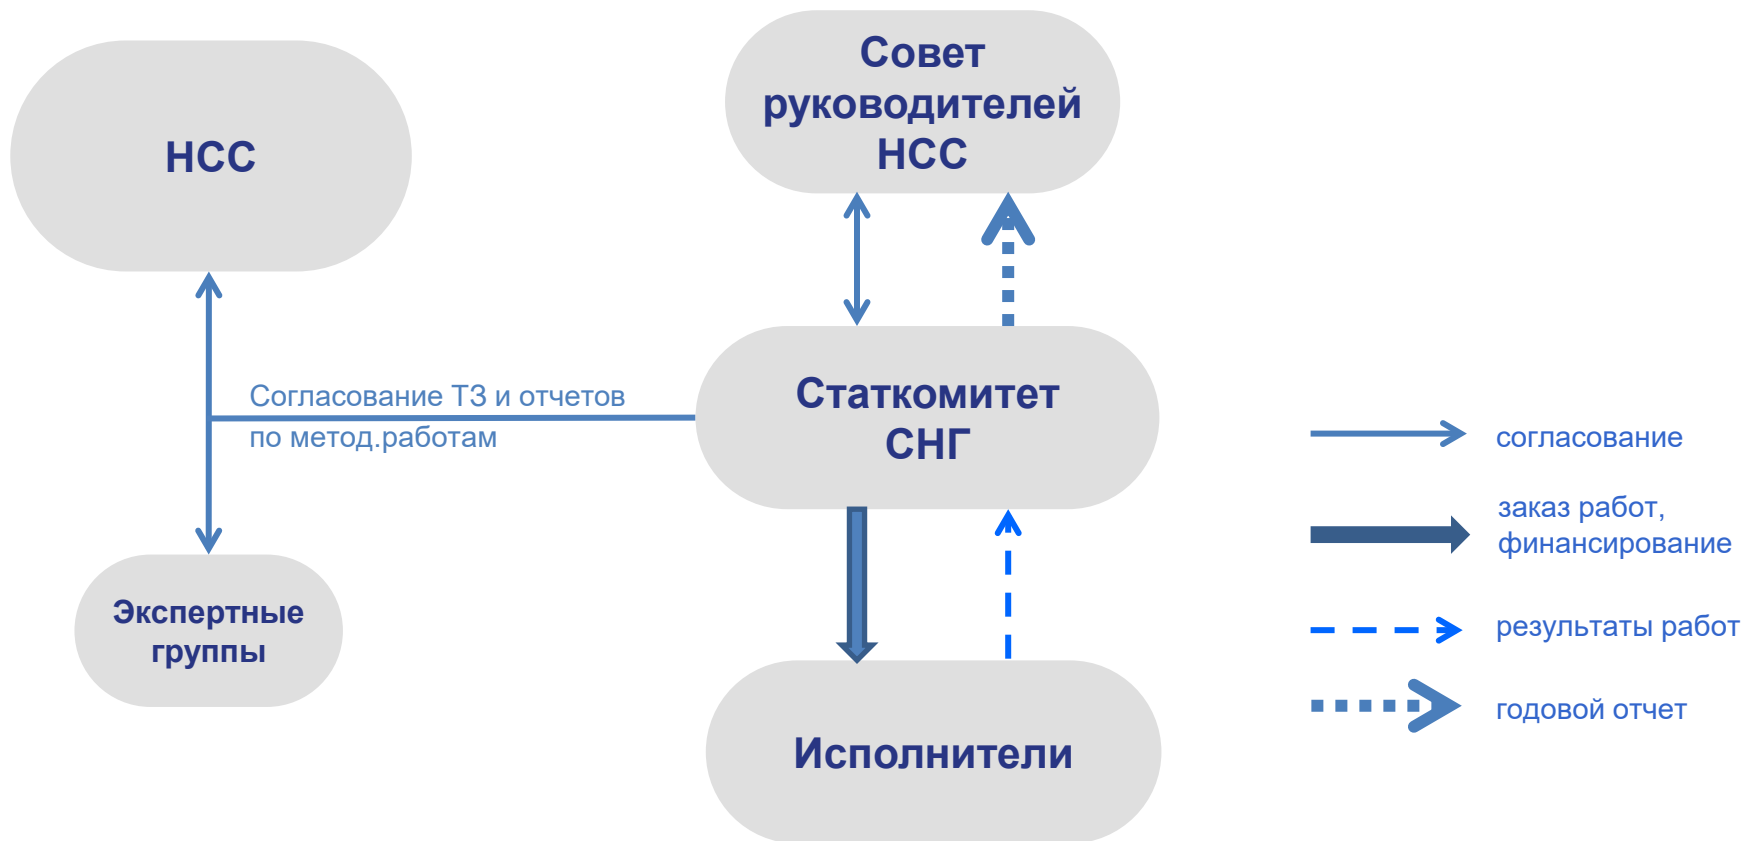 НСС
Совет
руководителей
НСС
Согласование ТЗ и отчетов
по метод.работам
Статкомитет
СНГ
Экспертные
группы
Исполнители
согласование
заказ работ,
финансирование
результаты работ
годовой отчет